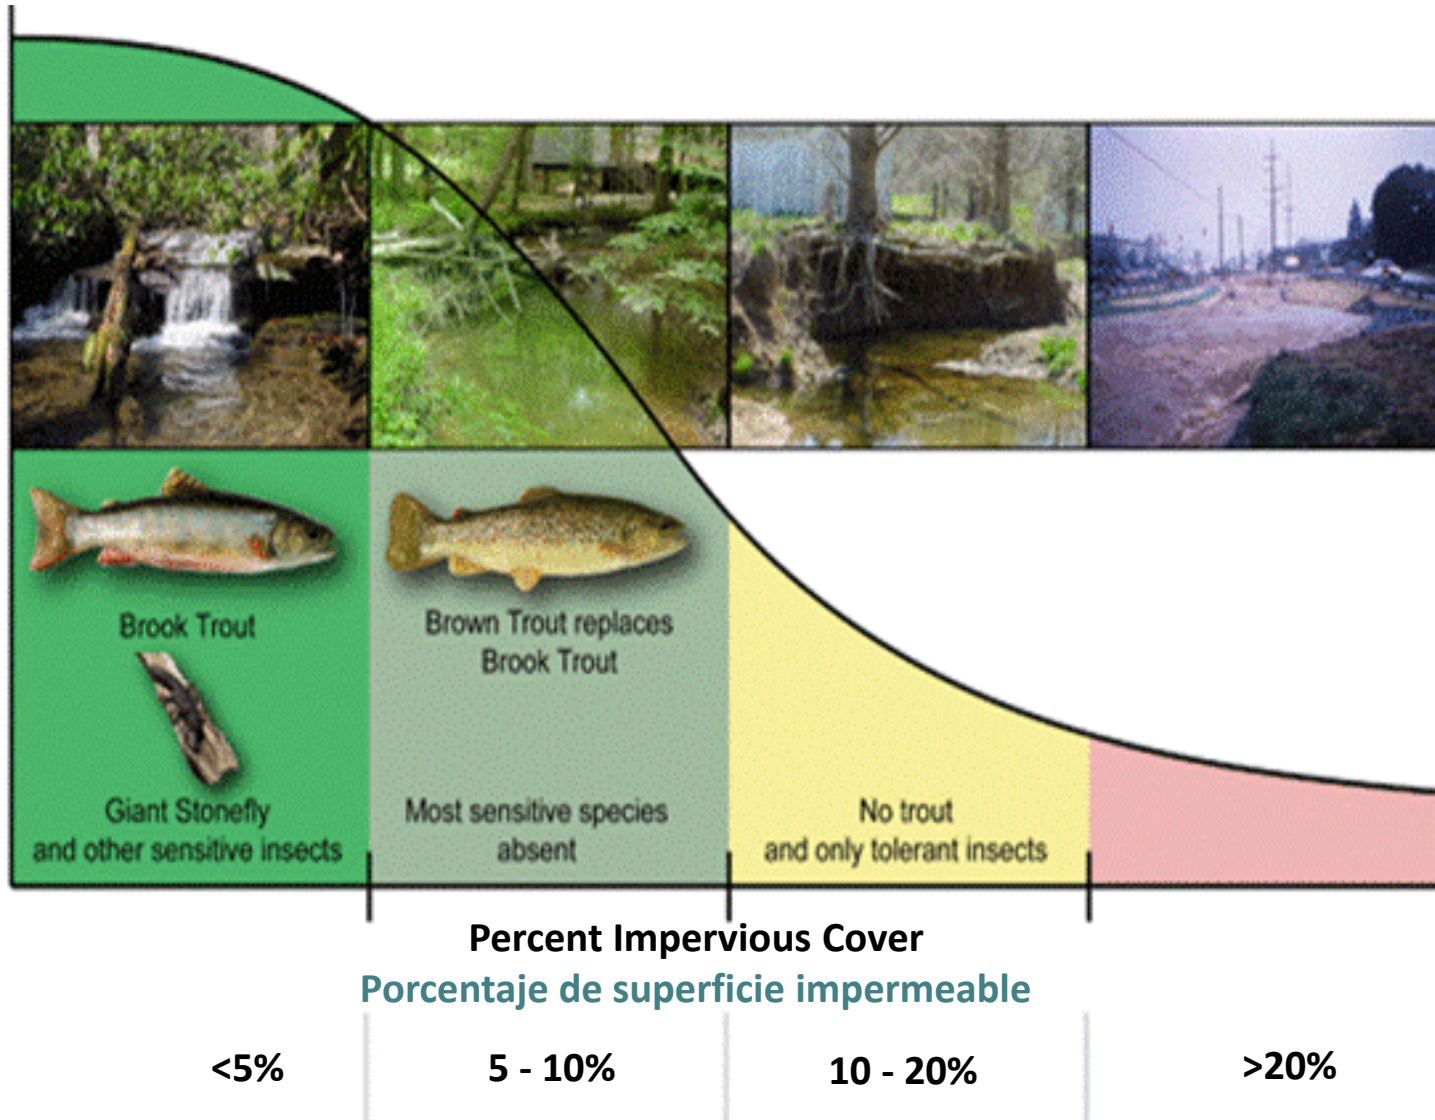 Brook Trout
Giant Stonefly
and other sensitive insects
Brown Trout replaces
Brook Trout
Most sensitive species
absent
No trout
and only tolerant insects
Percent Impervious Cover
Porcentaje de superficie impermeable
<5%
5 - 10%
10 - 20%
>20%